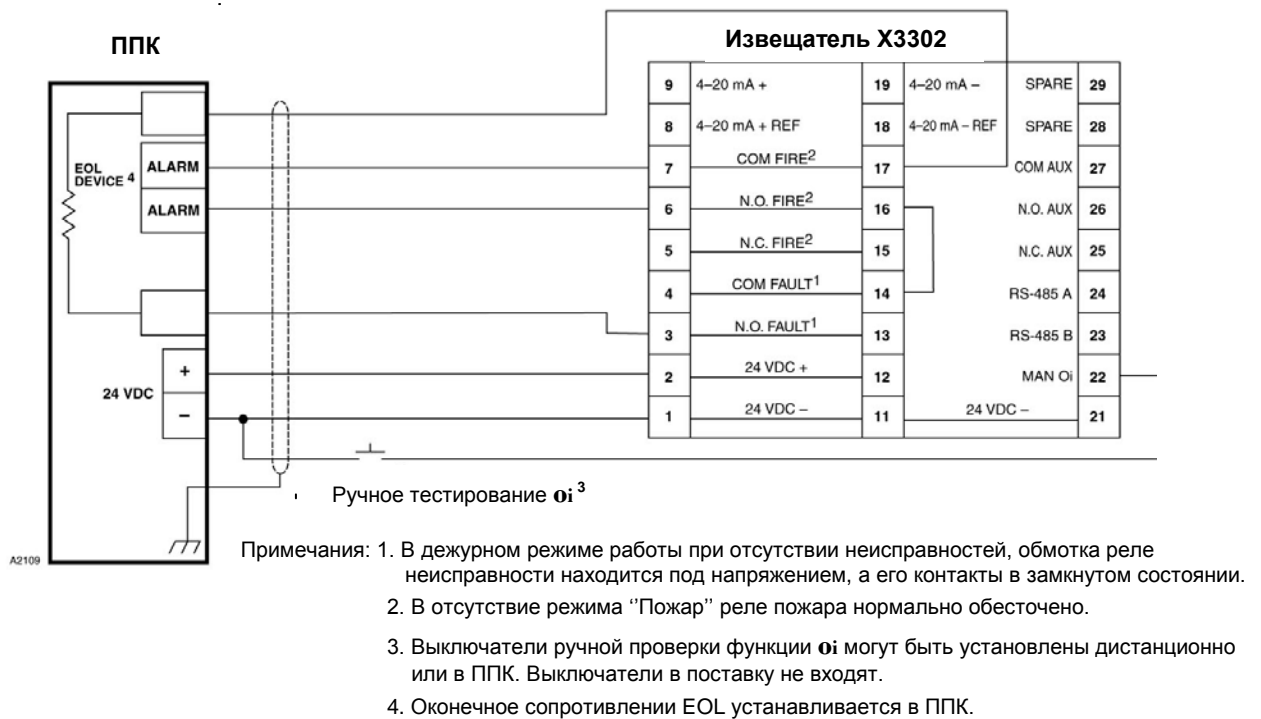 ППК
Извещатель X3302
9 4–20 mA + 19 4–20 mA – SPARE 29
8 4–20 mA + REF 18 4–20 mA – REF SPARE 28
7 COM FIRE2 17 COM AUX 27
6 N.O. FIRE2 16 N.O. AUX 26
5 N.C. FIRE2 15 N.C. AUX 25
4 COM FAULT1 14 RS-485 A 24
3 N.O. FAULT1 13 RS-485 B 23
2 24 VDC + 12 MAN Oi 22
1 24 VDC – 11 24 VDC – 21
EOL
DEVICE 4
ALARM
ALARM
24 VDC
+
–
Ручное тестирование oi 3
A2109
Примечания: 1. В дежурном режиме работы при отсутствии неисправностей, обмотка реле
неисправности находится под напряжением, а его контакты в замкнутом состоянии.
2. В отсутствие режима ‘’Пожар’’ реле пожара нормально обесточено.
3. Выключатели ручной проверки функции oi могут быть установлены дистанционно
или в ППК. Выключатели в поставку не входят.
4. Оконечное сопротивлении EOL устанавливается в ППК.